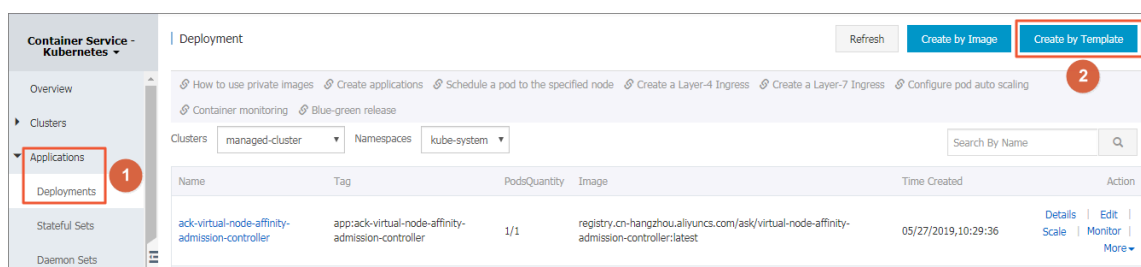 Container Service -
Kubernetes
Deployment
Refresh
Create by Image
Create by Template
2
Overview
Clusters
Applications
1
Deployments
Stateful Sets
Daemon Sets
How to use private images Create applications Schedule a pod to the specified node Create a Layer-4 Ingress Create a Layer-7 Ingress Configure pod auto scaling
Container monitoring Blue-green release
Clusters managed-cluster Namespaces kube-system Search By Name
Name Tag PodsQuantity Image Time Created Action
ack-virtual-node-affinity-
admission-controller
app:ack-virtual-node-affinity-
admission-controller
1/1
registry.cn-hangzhou.aliyuncs.com/ask/virtual-node-affinity-
admission-controller:latest
05/27/2019,10:29:36
Details | Edit |
Scale | Monitor |
More